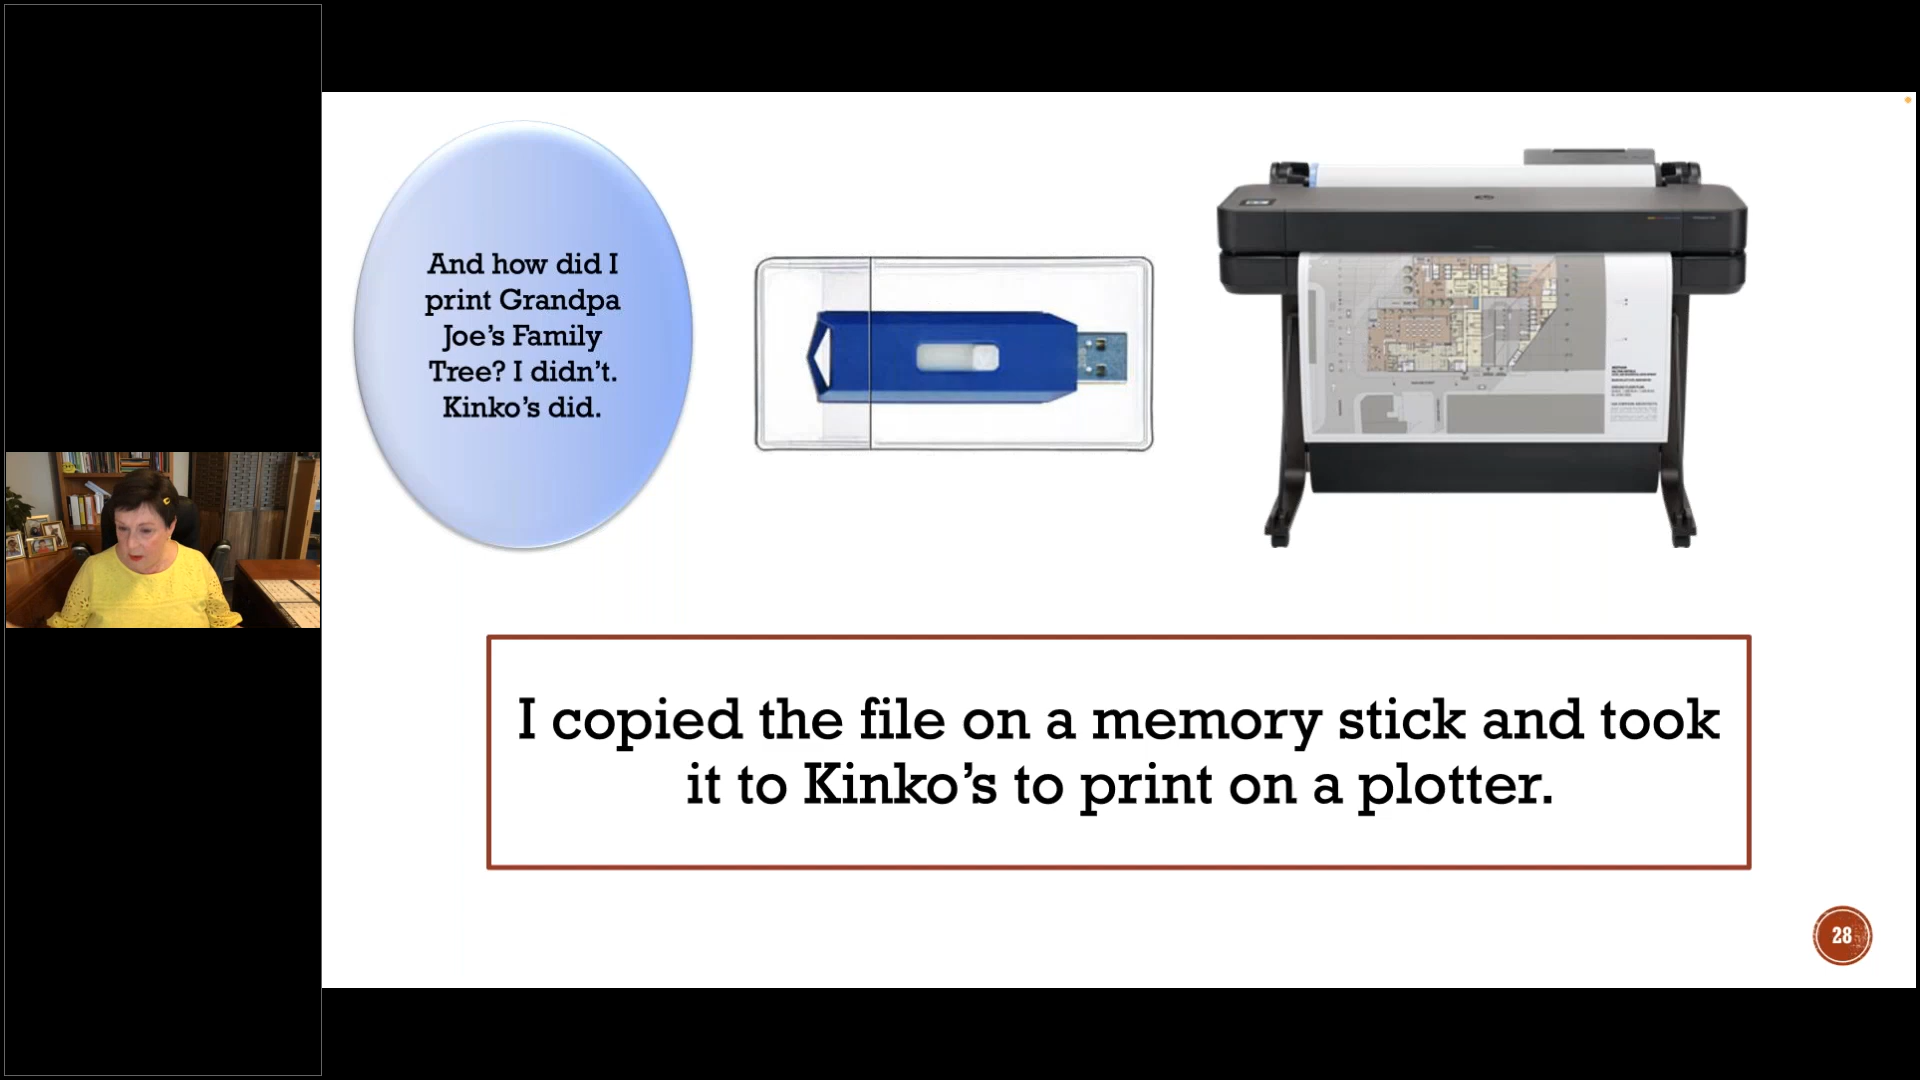 And how did I
print Grandpa
Joe's Family
Tree? I didn't.
Kinko's did.
I copied the file on a memory stick and took
it to Kinko's to print on a plotter.
28